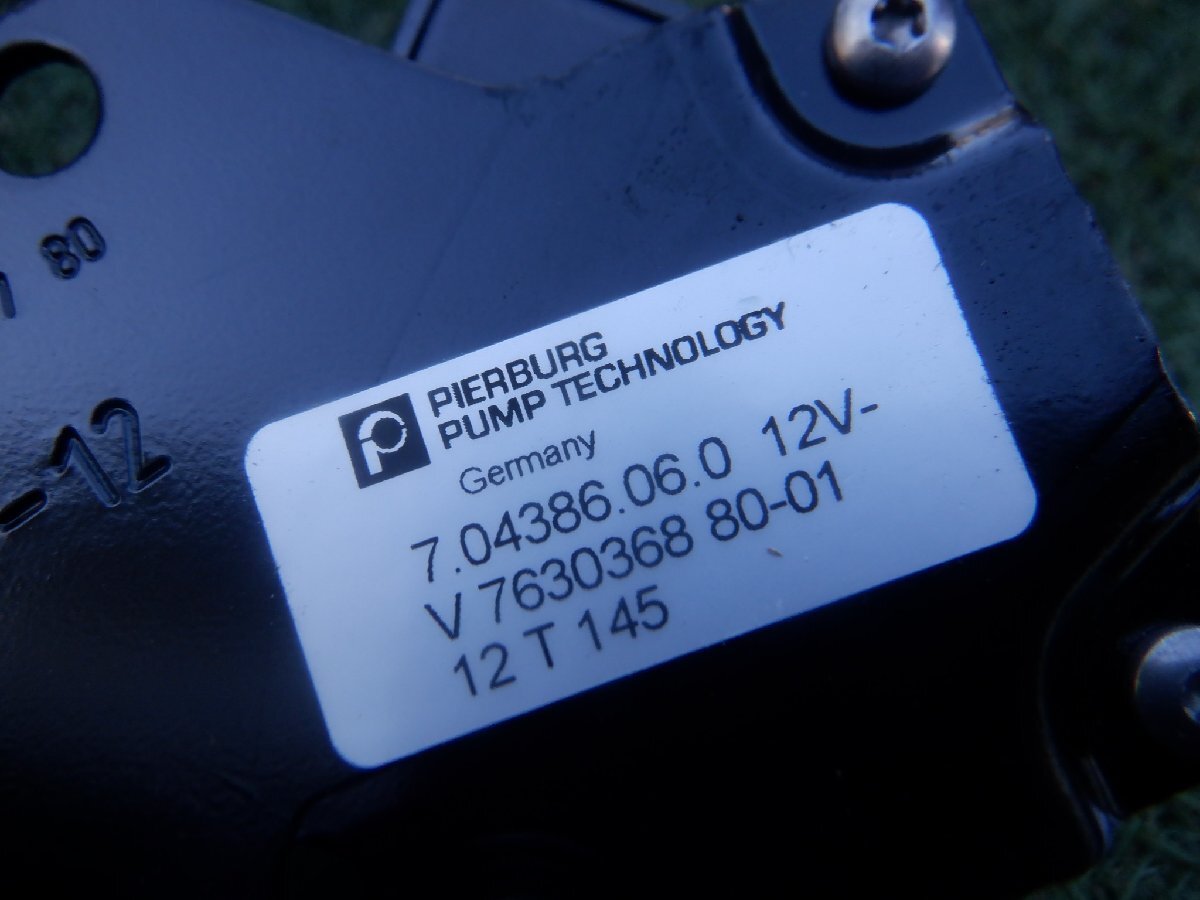 80
-12
PIERBURG
PUMP TECHNOLOGY
Germany
7.04386.06.0 12V-
V 7630368 80-01
12 T 145